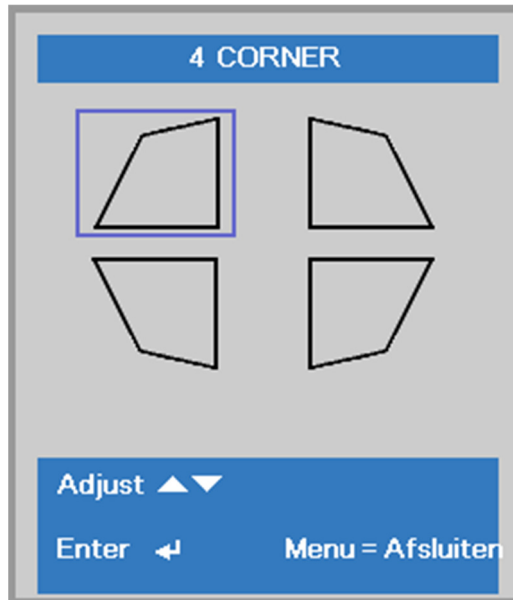 4 CORNER
Adjust ▲▼
Enter ↵ Menu = Afsluiten